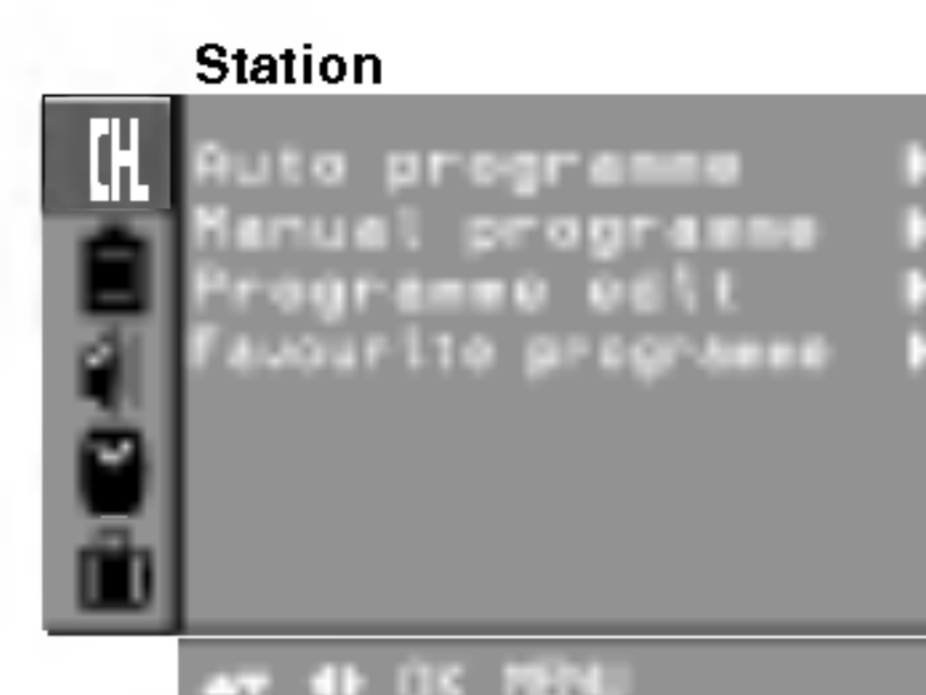 Station
CH
Auto programme
Manual programme
Programme edit
Favourite programme
OK MENU